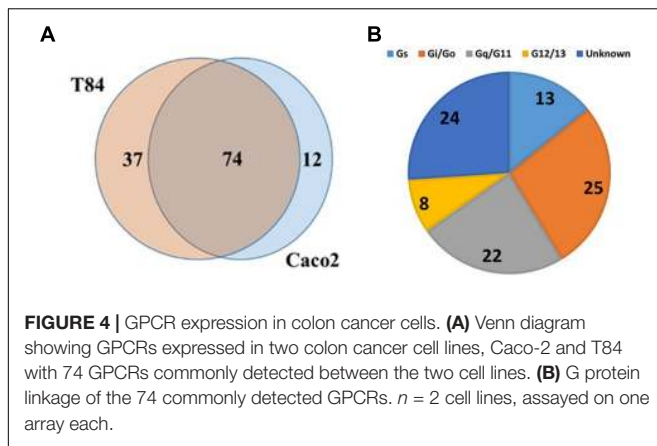 A
B
Gs Gi/Go Gq/G11 G12/13 Unknown
T84
37
74
12
Caco2
13
25
22
8
24
FIGURE 4 | GPCR expression in colon cancer cells. (A) Venn diagram
showing GPCRs expressed in two colon cancer cell lines, Caco-2 and T84
with 74 GPCRs commonly detected between the two cell lines. (B) G protein
linkage of the 74 commonly detected GPCRs. n = 2 cell lines, assayed on one
array each.